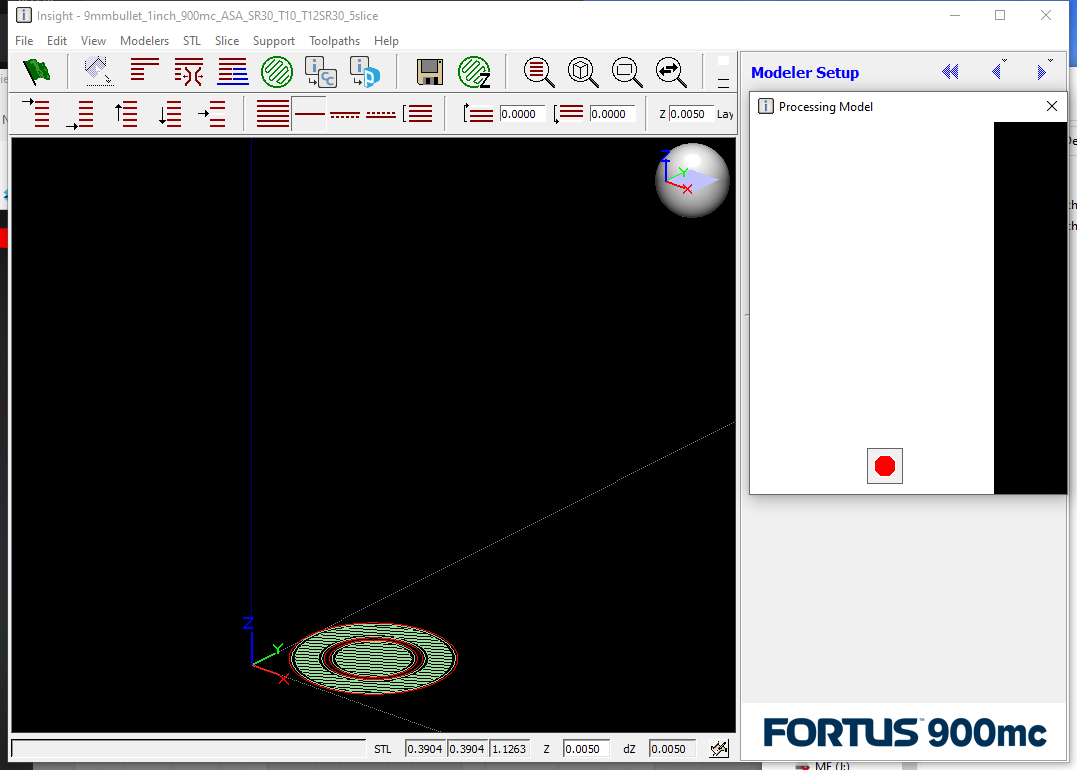 Insight - 9mmbullet_1inch_900mc_ASA_SR30_T10_T12SR30_5slice
File Edit View Modelers STL Slice Support Toolpaths Help
Modeler Setup
Processing Model
0.0000 0.0000 Z 0.0050 Lay
Z
Y
X
Z
Y
X
STL 0.3904 0.3904 1.1263 Z 0.0050 dZ 0.0050
FORTUS 900mc